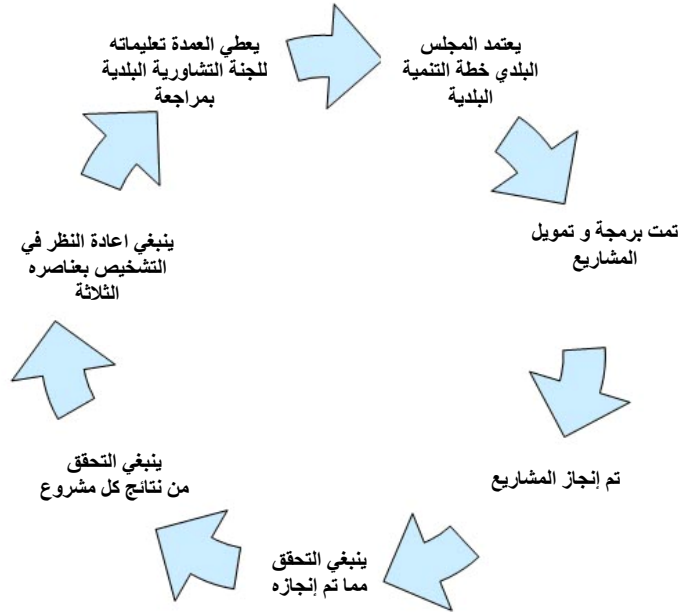 يعتمد المجلس
البلدي خطة التنمية
البلدية
تمت برمجة و تمويل
المشاريع
تم إنجاز المشاريع
ينبغي التحقق
مما تم إنجازه
ينبغي التحقق
من نتائج كل مشروع
ينبغي اعادة النظر في
التشخيص بعناصره
الثلاثة
يعطي العمدة تعليماته
للجنة التشاورية البلدية
بمراجعة